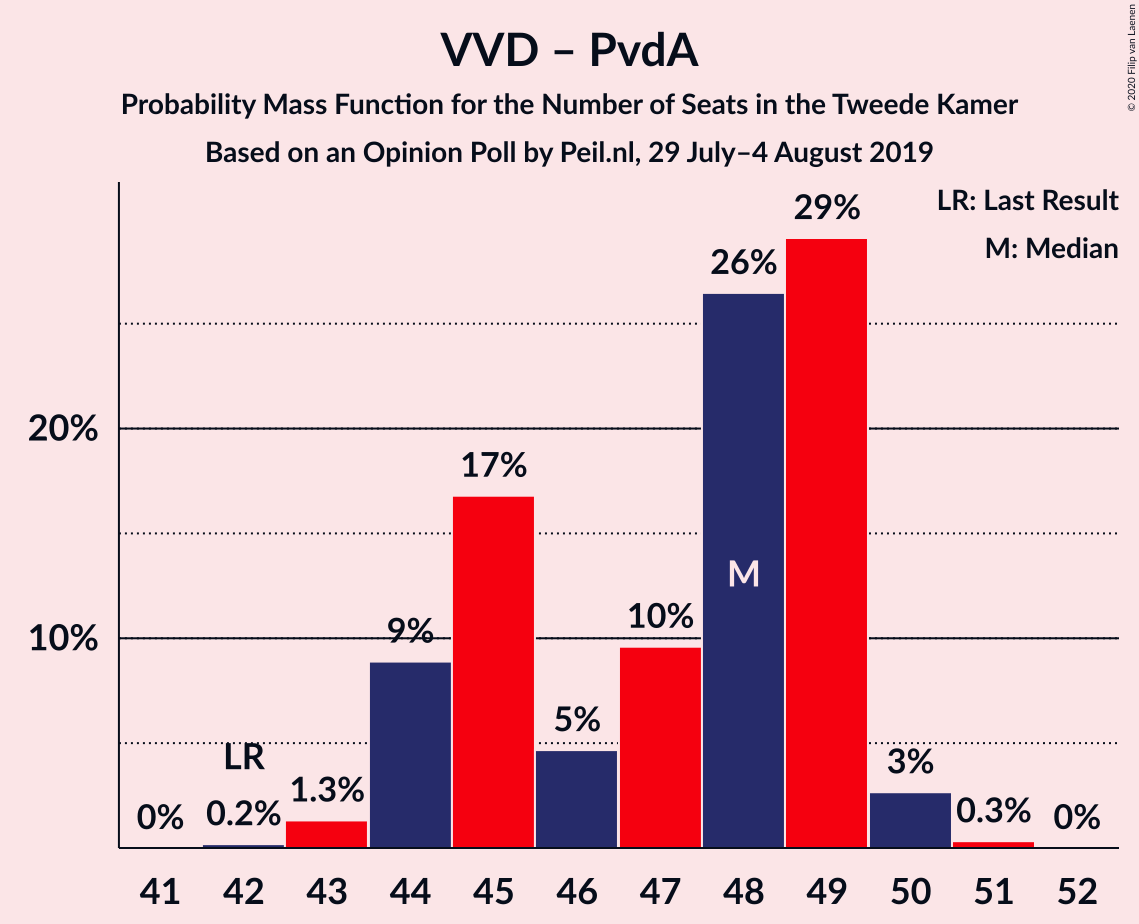 VVD – PvdA
Probability Mass Function for the Number of Seats in the Tweede Kamer
Based on an Opinion Poll by Peil.nl, 29 July–4 August 2019
© 2020 Filip van Laenen
LR: Last Result
M: Median
20%
10%
0%
LR
0.2%
1.3%
9%
17%
5%
10%
26%
M
29%
3%
0.3%
0%
41 42 43 44 45 46 47 48 49 50 51 52